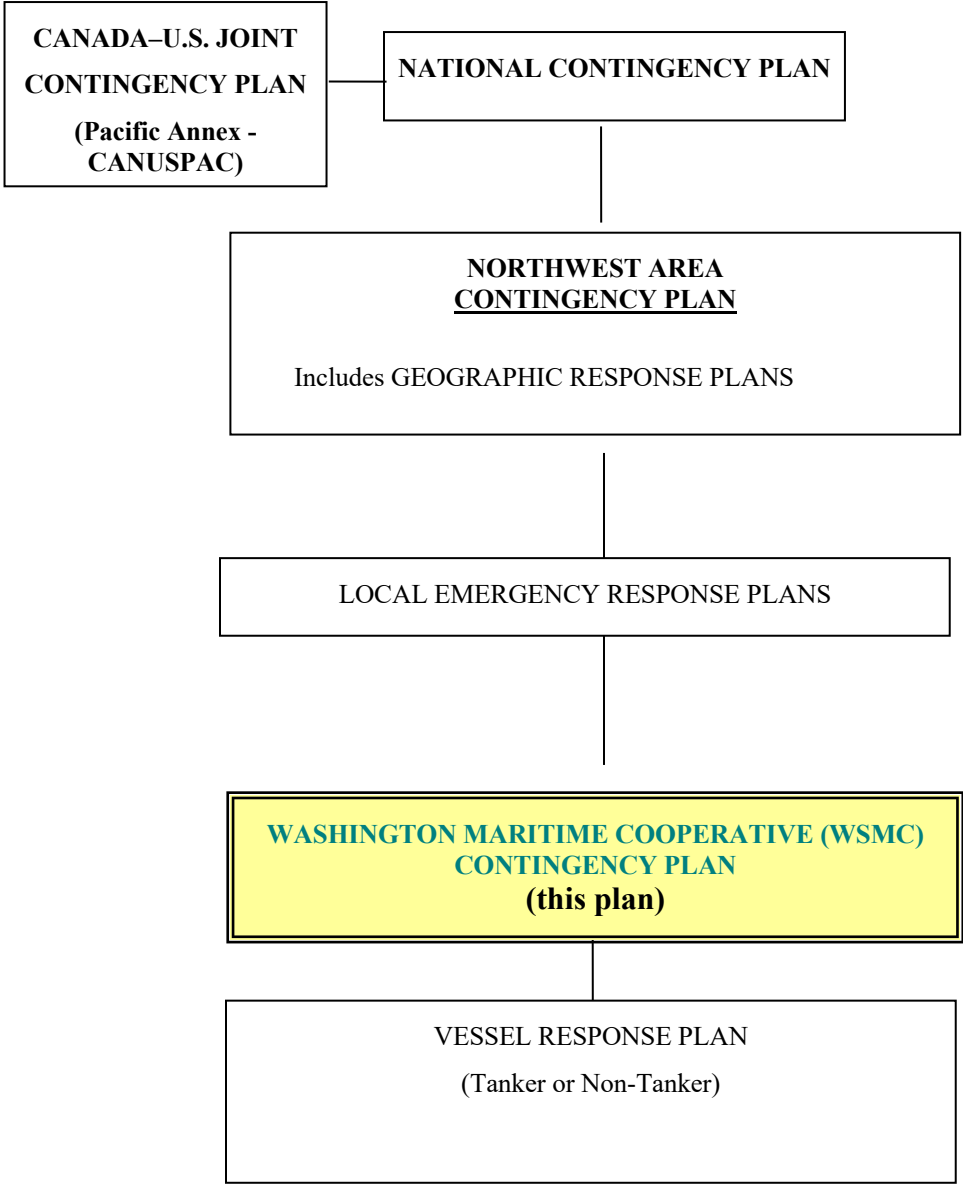 CANADA–U.S. JOINT
CONTINGENCY PLAN
(Pacific Annex -
CANUSPAC)
NATIONAL CONTINGENCY PLAN
NORTHWEST AREA
CONTINGENCY PLAN
Includes GEOGRAPHIC RESPONSE PLANS
LOCAL EMERGENCY RESPONSE PLANS
WASHINGTON MARITIME COOPERATIVE (WSMC)
CONTINGENCY PLAN
(this plan)
VESSEL RESPONSE PLAN
(Tanker or Non-Tanker)